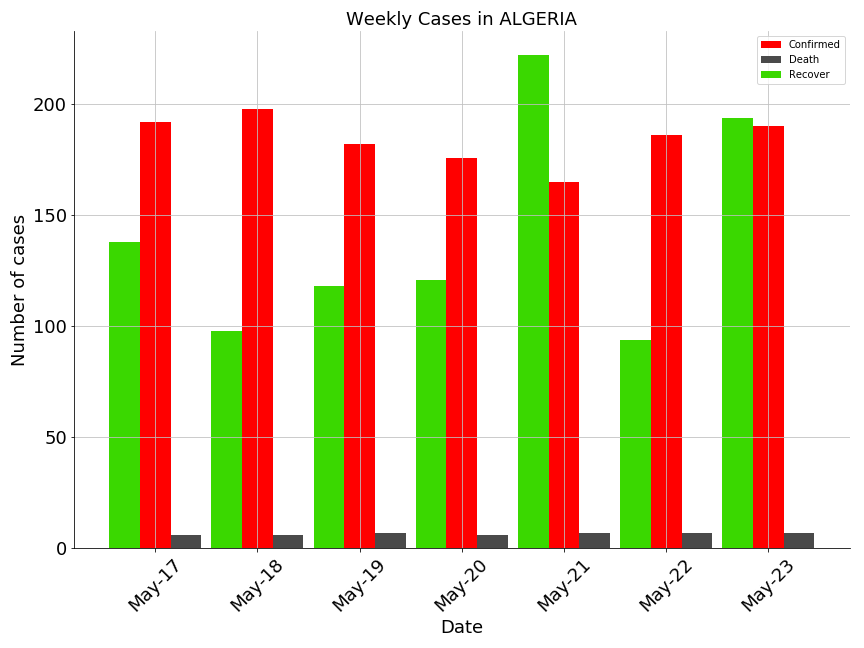 Weekly Cases in ALGERIA
Confirmed
Death
Recover
Number of cases
200
150
100
50
0
May-17
May-18
May-19
May-20
May-21
May-22
May-23
Date